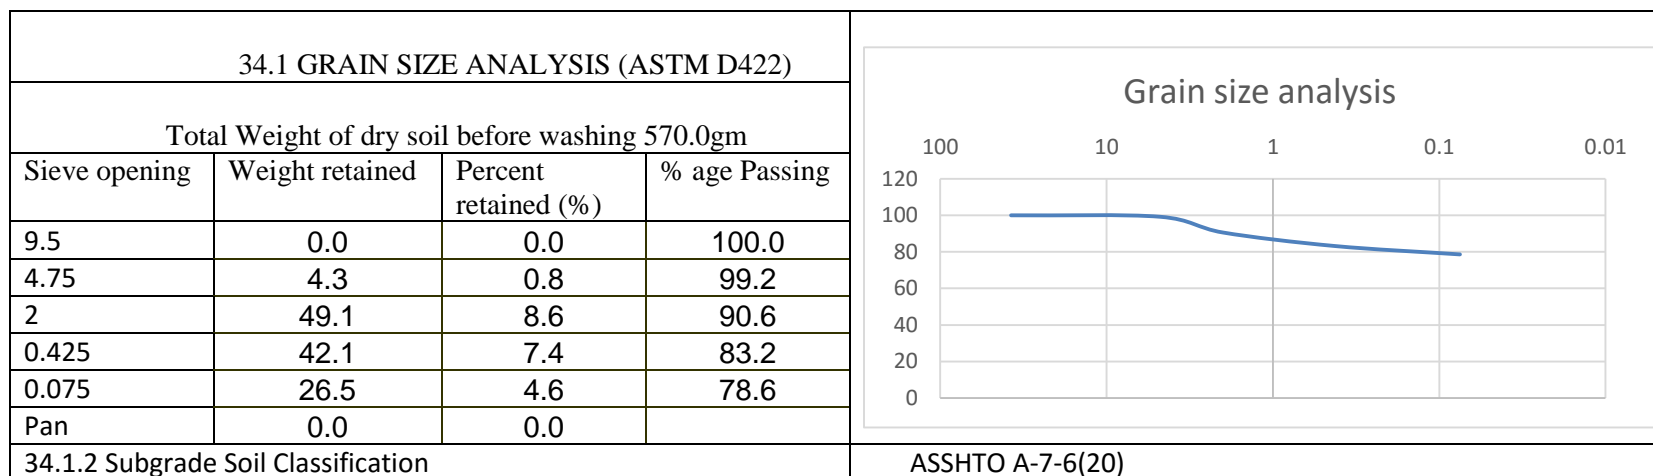 34.1 GRAIN SIZE ANALYSIS (ASTM D422)
Total Weight of dry soil before washing 570.0gm
Sieve opening Weight retained Percent retained (%) % age Passing
9.5 0.0 0.0 100.0
4.75 4.3 0.8 99.2
2 49.1 8.6 90.6
0.425 42.1 7.4 83.2
0.075 26.5 4.6 78.6
Pan 0.0 0.0
Grain size analysis
100 10 1 0.1 0.01
120
100
80
60
40
20
0
34.1.2 Subgrade Soil Classification ASSHTO A-7-6(20)